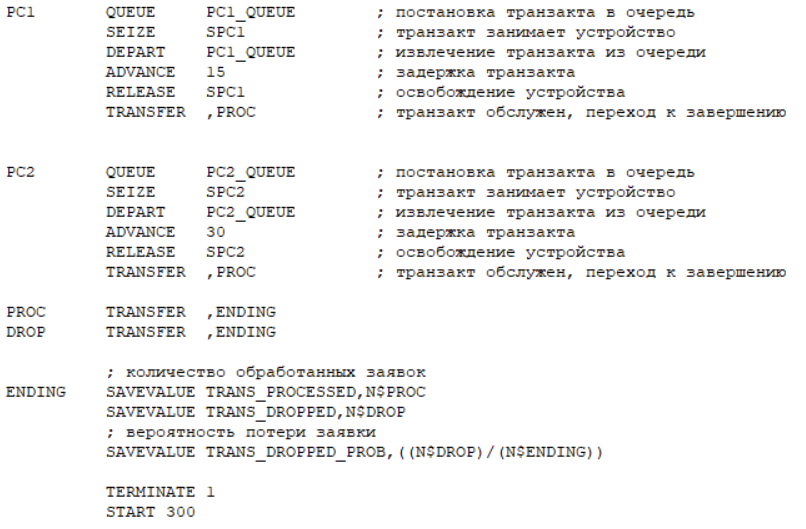 PC1 QUEUE PC1_QUEUE ; постановка транзакта в очередь
SEIZE SPC1 ; транзакт занимает устройство
DEPART PC1_QUEUE ; извлечение транзакта из очереди
ADVANCE 15 ; задержка транзакта
RELEASE SPC1 ; освобождение устройства
TRANSFER ,PROC ; транзакт обслужен, переход к завершению
PC2 QUEUE PC2_QUEUE ; постановка транзакта в очередь
SEIZE SPC2 ; транзакт занимает устройство
DEPART PC2_QUEUE ; извлечение транзакта из очереди
ADVANCE 30 ; задержка транзакта
RELEASE SPC2 ; освобождение устройства
TRANSFER ,PROC ; транзакт обслужен, переход к завершению
PROC TRANSFER ,ENDING
DROP TRANSFER ,ENDING
; количество обработанных заявок
ENDING SAVEVALUE TRANS_PROCESSED,N$PROC
SAVEVALUE TRANS_DROPPED,N$DROP
; вероятность потери заявки
SAVEVALUE TRANS_DROPPED_PROB,((N$DROP)/(N$ENDING))
TERMINATE 1
START 300